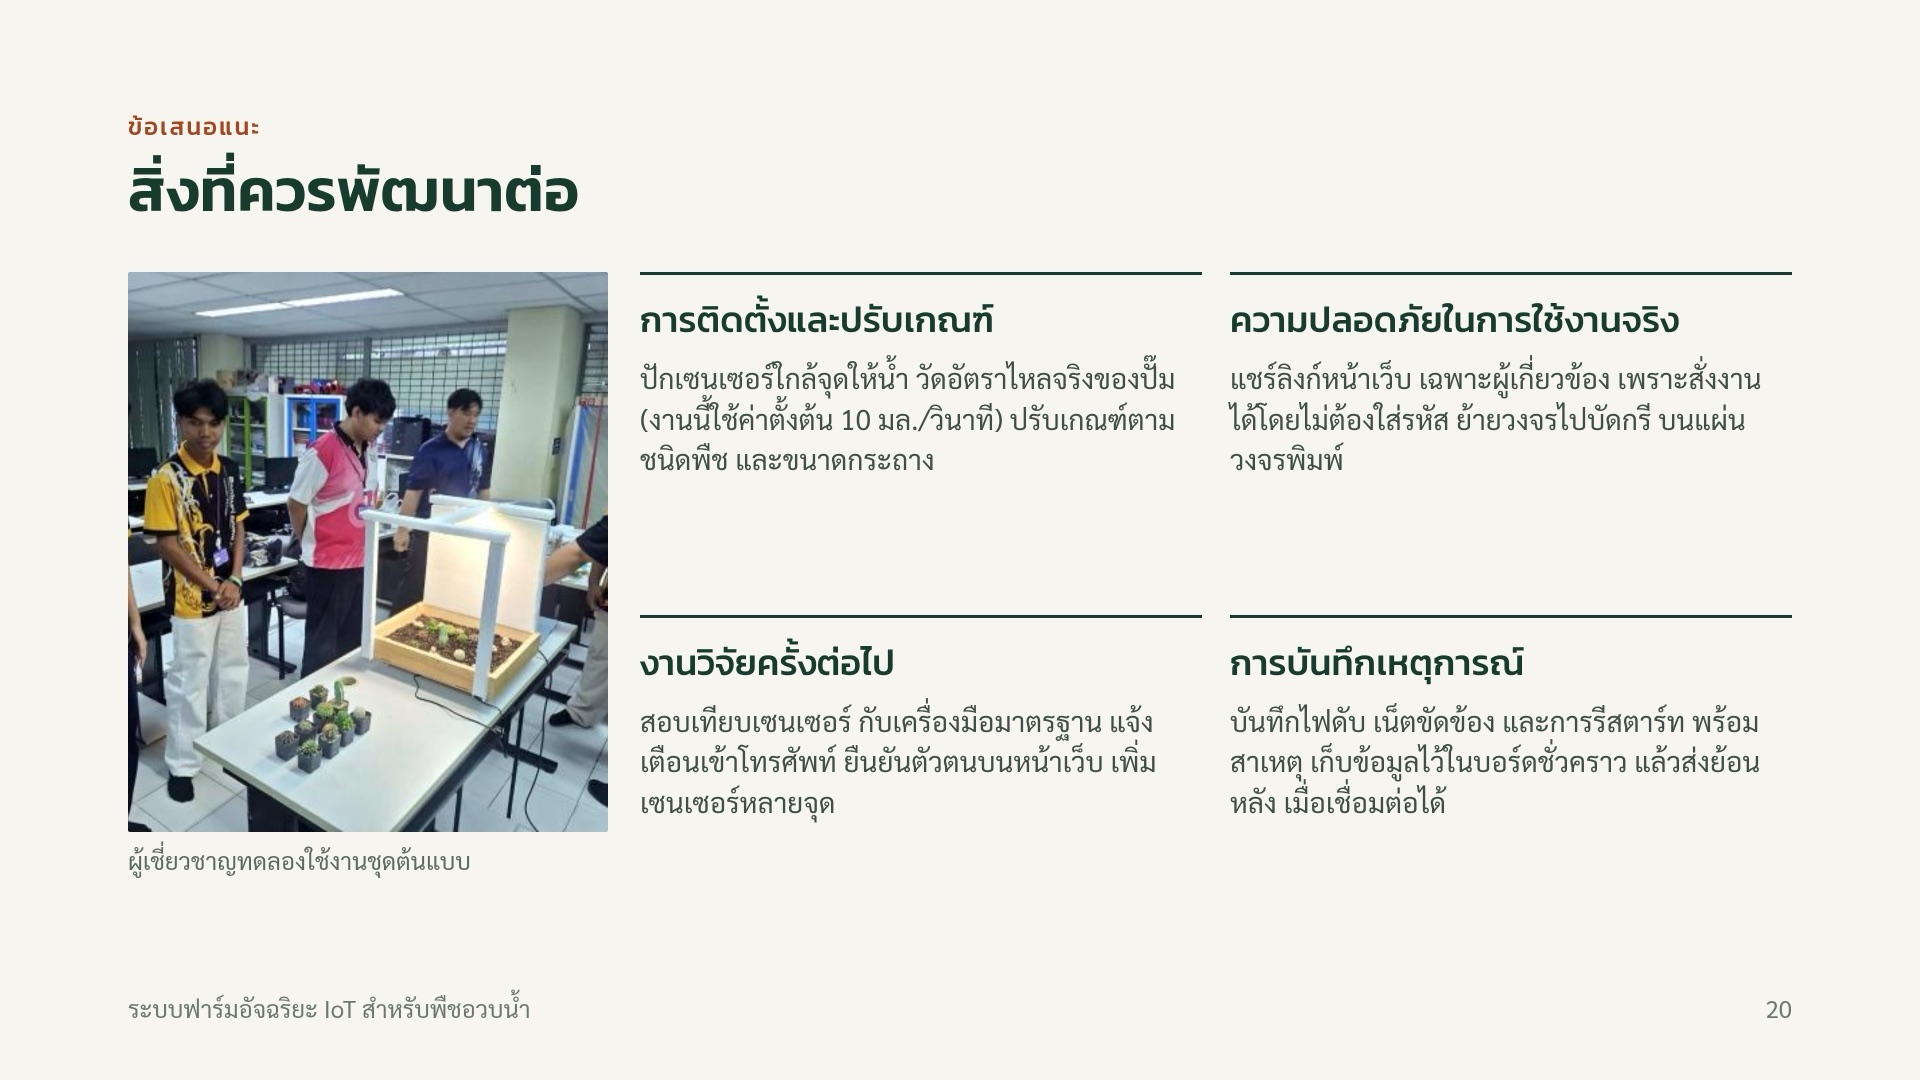 ข้อเสนอแนะ
สิ่งที่ควรพัฒนาต่อ
การติดตั้งและปรับเกณฑ์
ปักเซนเซอร์ใกล้จุดให้น้ำ วัดอัตราไหลจริงของปั๊ม
(งานนี้ใช้ค่าตั้งต้น 10 มล./วินาที) ปรับเกณฑ์ตาม
ชนิดพืช และขนาดกระถาง
ความปลอดภัยในการใช้งานจริง
แชร์ลิงก์หน้าเว็บ เฉพาะผู้เกี่ยวข้อง เพราะสั่งงาน
ได้โดยไม่ต้องใส่รหัส ย้ายวงจรไปบัดกรี บนแผ่น
วงจรพิมพ์
งานวิจัยครั้งต่อไป
สอบเทียบเซนเซอร์ กับเครื่องมือมาตรฐาน แจ้ง
เตือนเข้าโทรศัพท์ ยืนยันตัวตนบนหน้าเว็บ เพิ่ม
เซนเซอร์หลายจุด
การบันทึกเหตุการณ์
บันทึกไฟดับ เน็ตขัดข้อง และการรีสตาร์ท พร้อม
สาเหตุ เก็บข้อมูลไว้ในบอร์ดชั่วคราว แล้วส่งย้อน
หลัง เมื่อเชื่อมต่อได้
ผู้เชี่ยวชาญทดลองใช้งานชุดต้นแบบ
ระบบฟาร์มอัจฉริยะ IoT สำหรับพืชอวบน้ำ
20